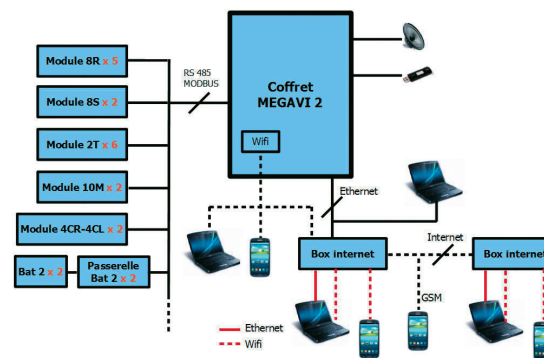 Module 8R x 5
Module 8S x 2
Module 2T x 6
Module 10M x 2
Module 4CR-4CL x 2
Bat 2 x 2
Passerelle
Bat 2 x 2
RS 485
MODBUS
Coffret
MEGAVI 2
Wifi
Ethernet
Box internet
Internet
Box internet
GSM
Ethernet
Wifi